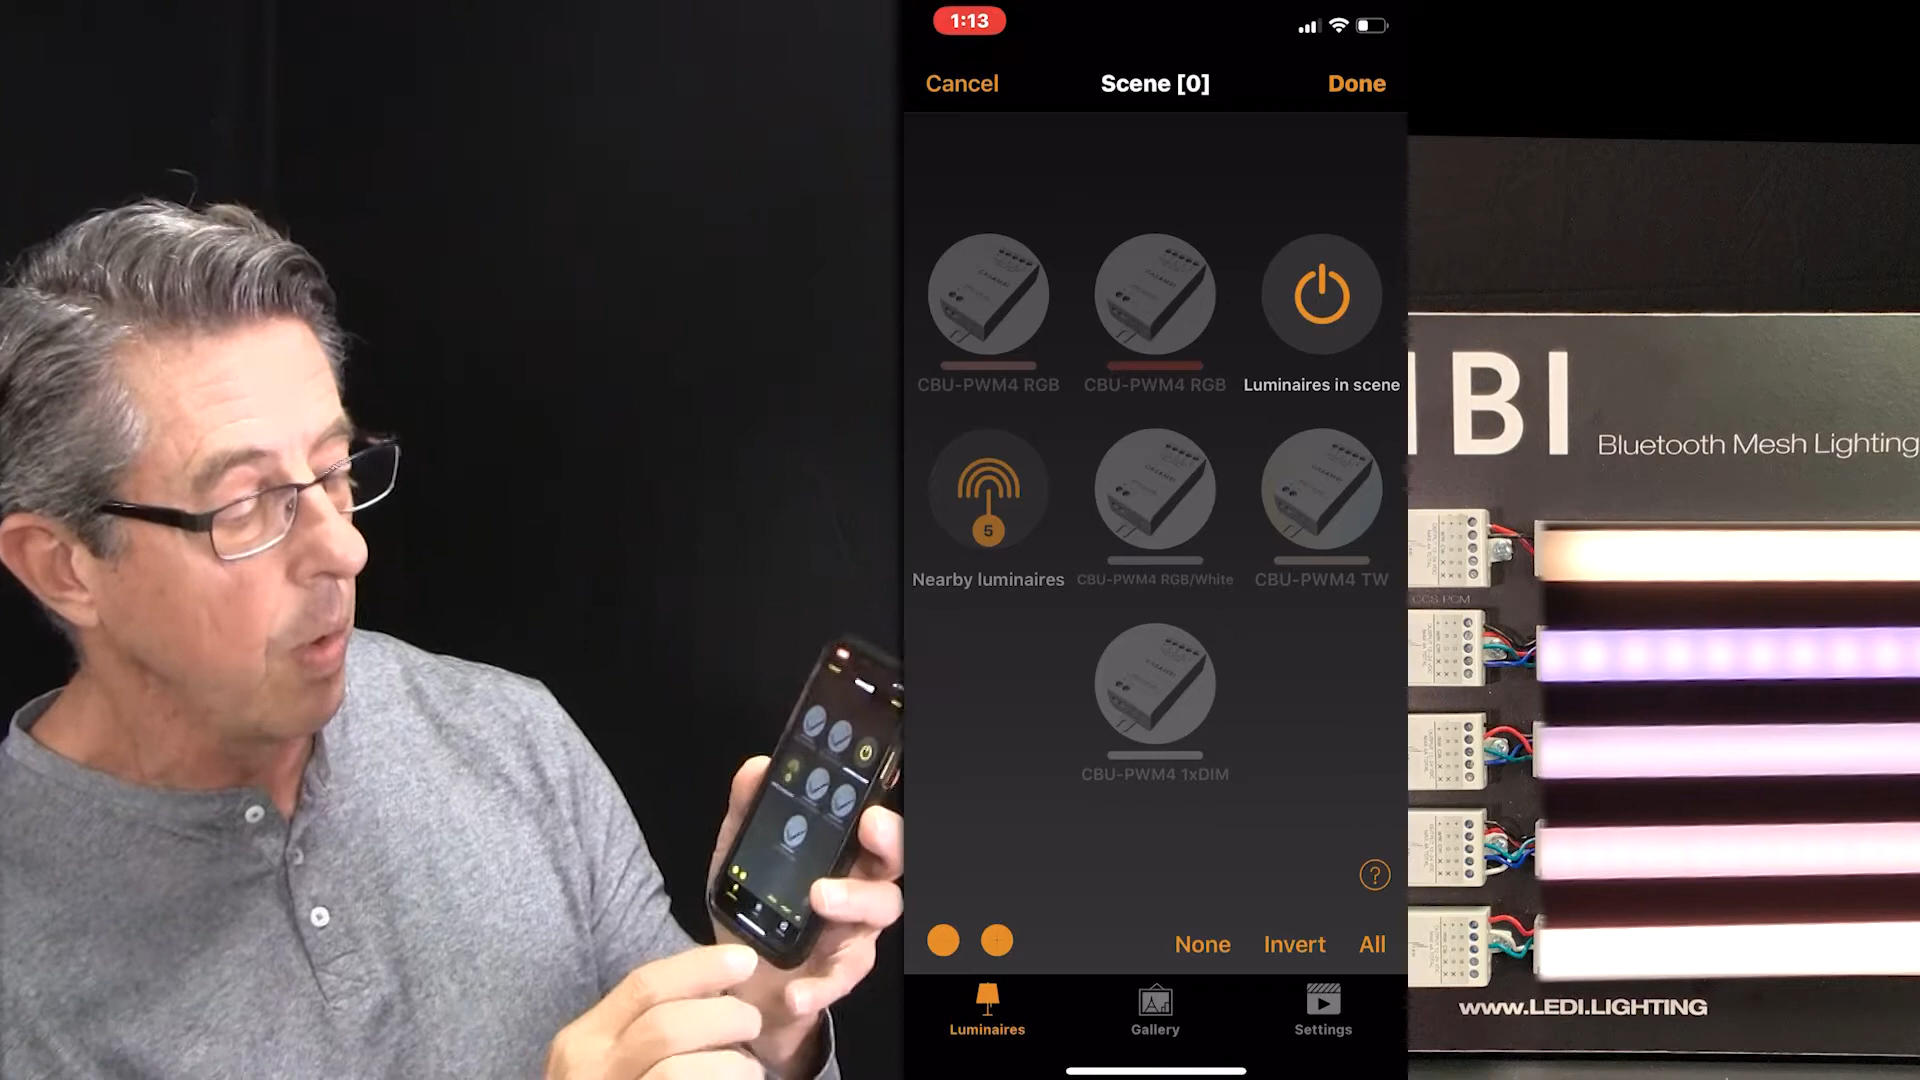 1:13
Cancel
Scene [0]
Done
CBU-PWM4 RGB
CBU-PWM4 RGB
Luminaires in scene
5
Nearby luminaires
CBU-PWM4 RGB/White
CBU-PWM4 TW
CBU-PWM4 1xDIM
?
None
Invert
All
Luminaires
Gallery
Settings
BI
Bluetooth Mesh Lighting
www.LEDI.LIGHTING